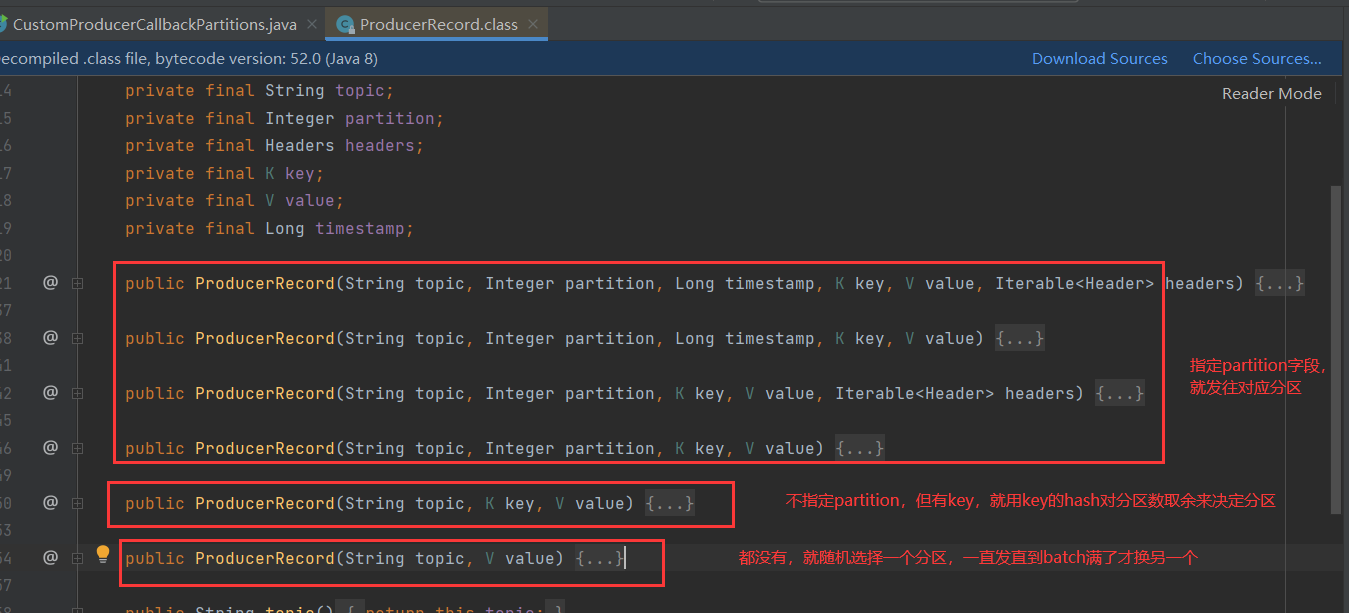 CustomProducerCallbackPartitions.java × ProducerRecord.class ×
ecompiled .class file, bytecode version: 52.0 (Java 8) Download Sources Choose Sources...
Reader Mode
4 private final String topic;
5 private final Integer partition;
6 private final Headers headers;
7 private final K key;
8 private final V value;
9 private final Long timestamp;
20
21 @ public ProducerRecord(String topic, Integer partition, Long timestamp, K key, V value, Iterable<Header> headers) {...}
37
38 @ public ProducerRecord(String topic, Integer partition, Long timestamp, K key, V value) {...}
指定partition字段，
就发往对应分区
41
42 @ public ProducerRecord(String topic, Integer partition, K key, V value, Iterable<Header> headers) {...}
45
46 @ public ProducerRecord(String topic, Integer partition, K key, V value) {...}
49
50 @ public ProducerRecord(String topic, K key, V value) {...} 不指定partition，但有key，就用key的hash对分区数取余来决定分区
53
54 @ public ProducerRecord(String topic, V value) {...} 都没有，就随机选择一个分区，一直发直到batch满了才换另一个
57
public String topic() { return this.topic; }